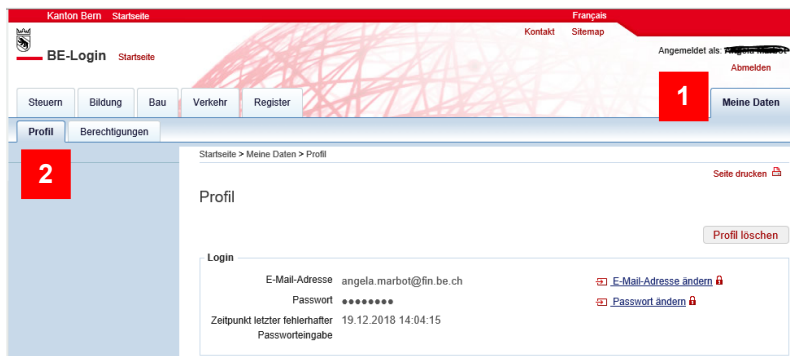 Kanton Bern Startseite Français
Kontakt Sitemap
BE-Login Startseite
Angemeldet als:
Abmelden
Steuern Bildung Bau Verkehr Register 1 Meine Daten
Profil Berechtigungen
2
Startseite > Meine Daten > Profil
Seite drucken
Profil
Profil löschen
Login
E-Mail-Adresse angela.marbot@fin.be.ch E-Mail-Adresse ändern
Passwort ●●●●●●●● Passwort ändern
Zeitpunkt letzter fehlerhafter 19.12.2018 14:04:15
Passworteingabe